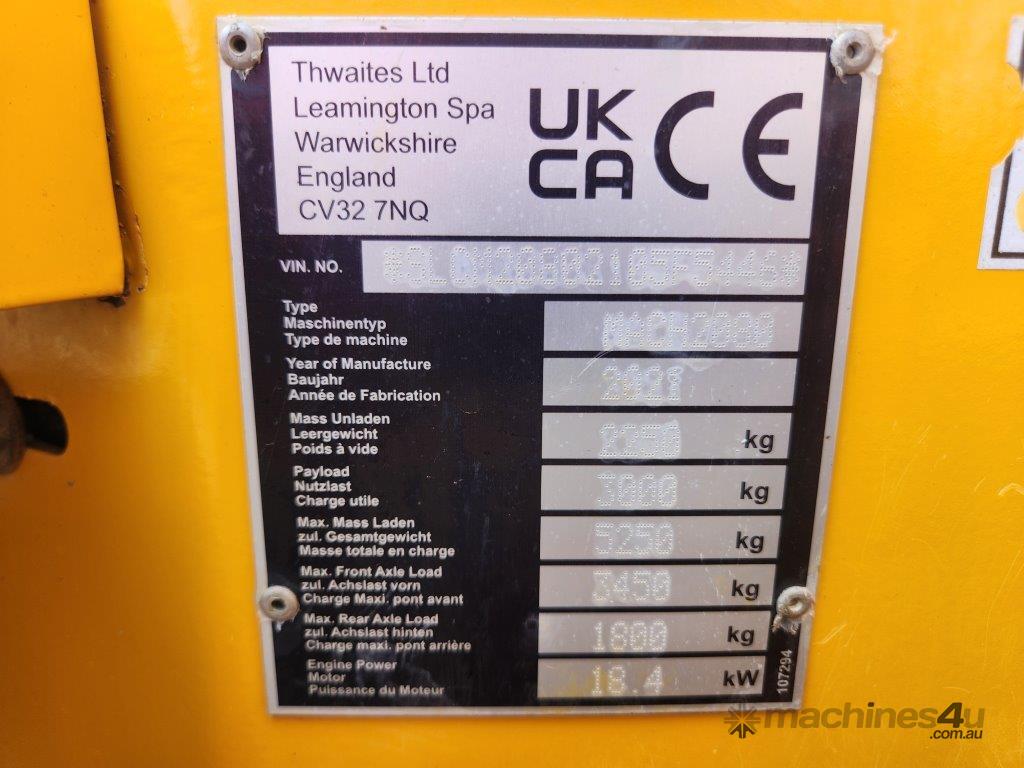 Thwaites Ltd
Leamington Spa
Warwickshire
England
CV32 7NQ
UK
CA
CE
VIN. NO.
Type
Maschinentyp
Type de machine
MACH2000
Year of Manufacture
Baujahr
Année de Fabrication
2021
Mass Unladen
Leergewicht
Poids à vide
2250 kg
Payload
Nutzlast
Charge utile
3000 kg
Max. Mass Laden
zul. Gesamtgewicht
Masse totale en charge
5250 kg
Max. Front Axle Load
zul. Achslast vorn
Charge Maxi. pont avant
3450 kg
Max. Rear Axle Load
zul. Achslast hinten
Charge maxi. pont arrière
1800 kg
Engine Power
Motor
Puissance du Moteur
18.4 kW
107294
machines4u
.com.au